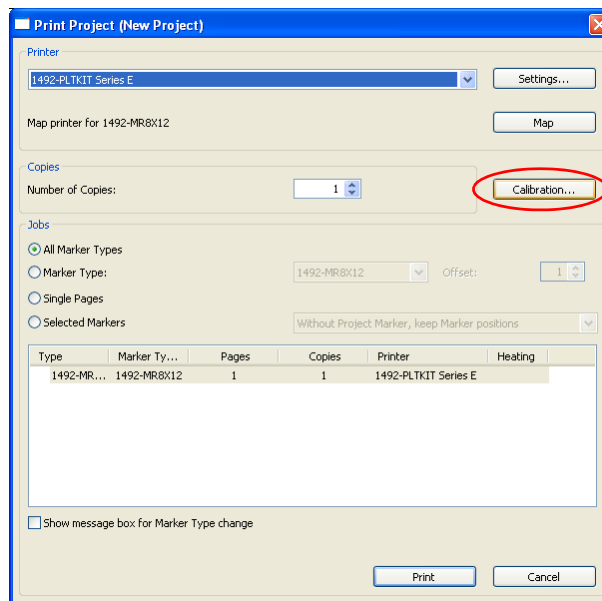 Print Project (New Project)
Printer
1492-PLTKIT Series E
Settings...
Map printer for 1492-MR8X12
Map
Copies
Number of Copies:
1
Calibration...
Jobs
All Marker Types
Marker Type:
1492-MR8X12
Offset:
1
Single Pages
Selected Markers
Without Project Marker, keep Marker positions
Type Marker Ty... Pages Copies Printer Heating
1492-MR... 1492-MR8X12 1 1 1492-PLTKIT Series E
Show message box for Marker Type change
Print
Cancel